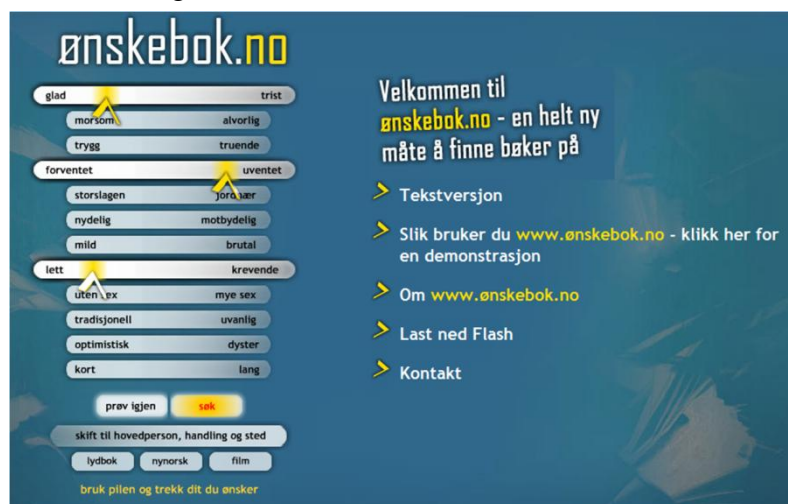 ønskebok.no
glad trist
morsom alvorlig
trygg truende
forventet uventet
storslagen jordnær
nydelig motbydelig
mild brutal
lett krevende
uten sex mye sex
tradisjonell uvanlig
optimistisk dyster
kort lang
prøv igjen søk
skift til hovedperson, handling og sted
lydbok nynorsk film
bruk pilen og trekk dit du ønsker
Velkommen til
ønskebok.no - en helt ny
måte å finne bøker på
Tekstversjon
Slik bruker du www.ønskebok.no - klikk her for
en demonstrasjon
Om www.ønskebok.no
Last ned Flash
Kontakt